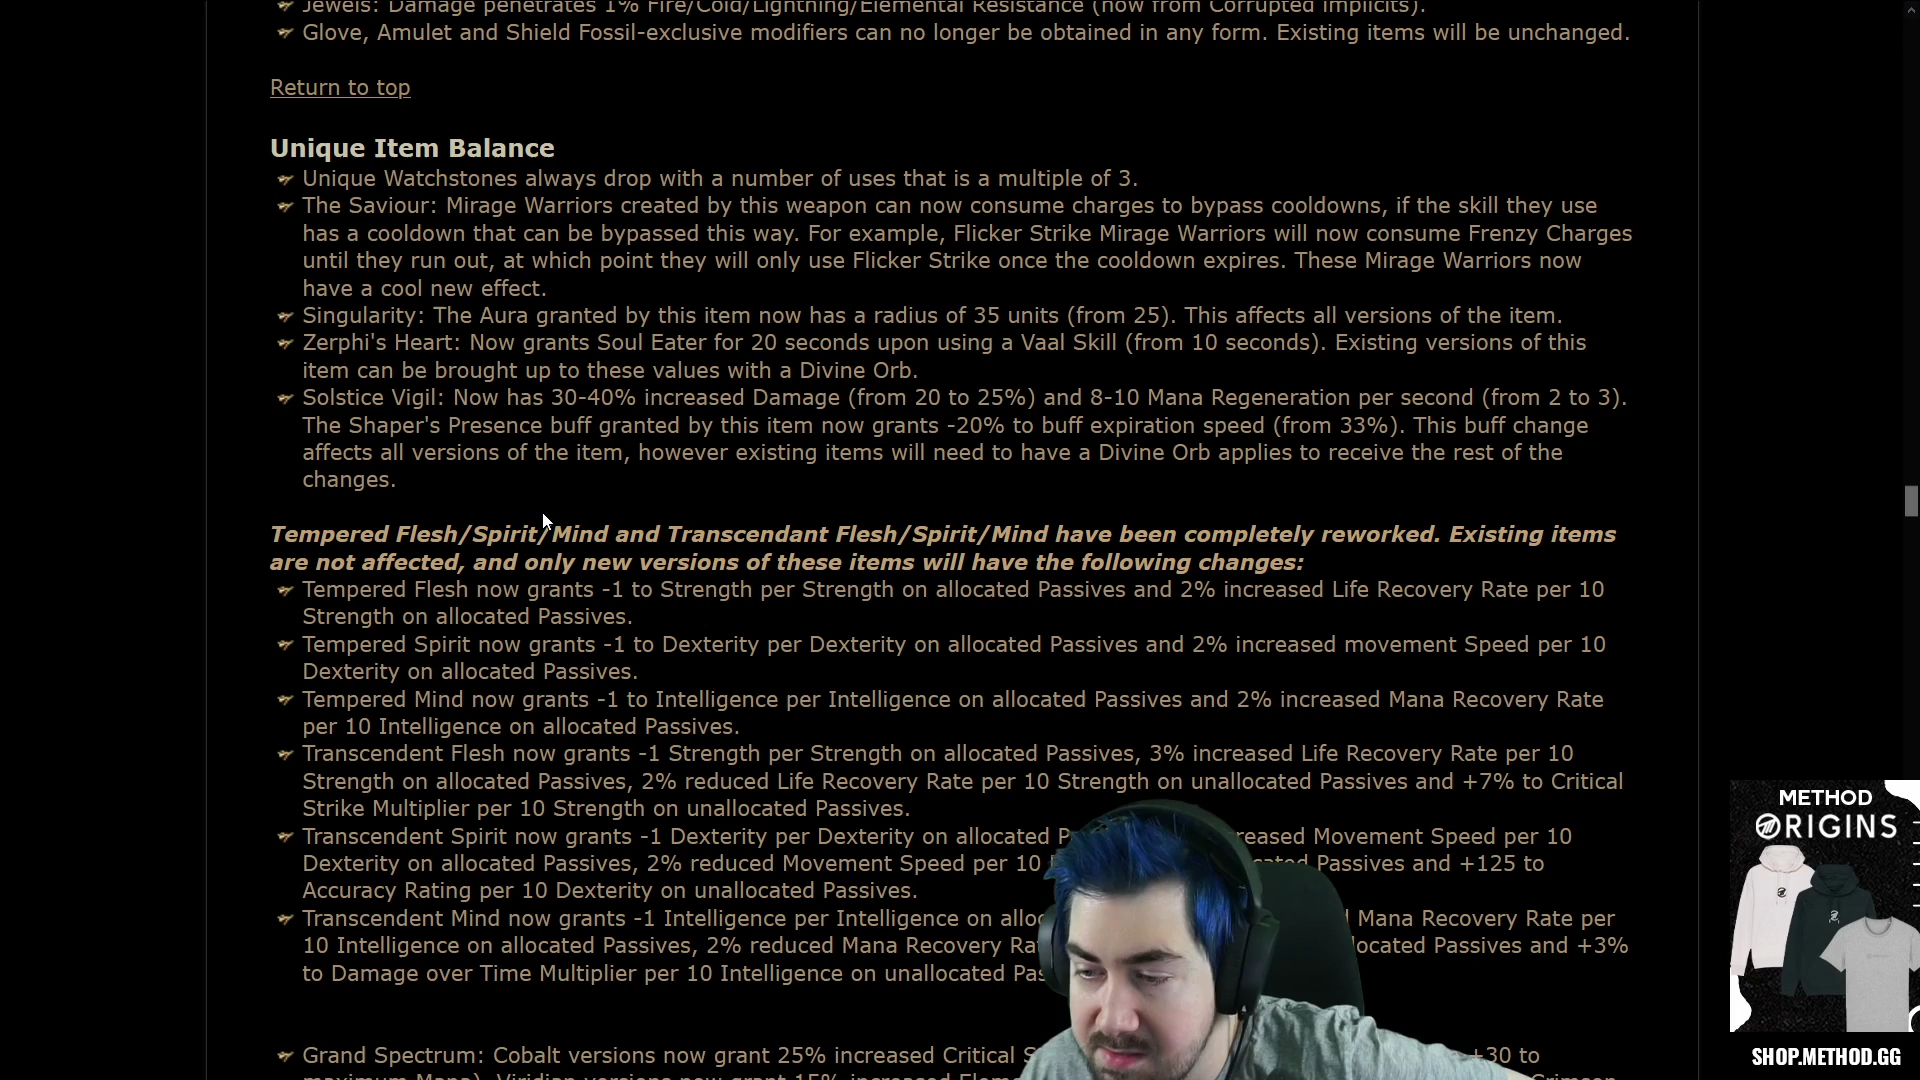 Jewels: Damage penetrates 1% Fire/Cold/Lightning/Elemental Resistance (now from Corrupted Implicits).
Glove, Amulet and Shield Fossil-exclusive modifiers can no longer be obtained in any form. Existing items will be unchanged.
Return to top
Unique Item Balance
Unique Watchstones always drop with a number of uses that is a multiple of 3.
The Saviour: Mirage Warriors created by this weapon can now consume charges to bypass cooldowns, if the skill they use
has a cooldown that can be bypassed this way. For example, Flicker Strike Mirage Warriors will now consume Frenzy Charges
until they run out, at which point they will only use Flicker Strike once the cooldown expires. These Mirage Warriors now
have a cool new effect.
Singularity: The Aura granted by this item now has a radius of 35 units (from 25). This affects all versions of the item.
Zerphi's Heart: Now grants Soul Eater for 20 seconds upon using a Vaal Skill (from 10 seconds). Existing versions of this
item can be brought up to these values with a Divine Orb.
Solstice Vigil: Now has 30-40% increased Damage (from 20 to 25%) and 8-10 Mana Regeneration per second (from 2 to 3).
The Shaper's Presence buff granted by this item now grants -20% to buff expiration speed (from 33%). This buff change
affects all versions of the item, however existing items will need to have a Divine Orb applies to receive the rest of the
changes.
Tempered Flesh/Spirit/Mind and Transcendant Flesh/Spirit/Mind have been completely reworked. Existing items
are not affected, and only new versions of these items will have the following changes:
Tempered Flesh now grants -1 to Strength per Strength on allocated Passives and 2% increased Life Recovery Rate per 10
Strength on allocated Passives.
Tempered Spirit now grants -1 to Dexterity per Dexterity on allocated Passives and 2% increased movement Speed per 10
Dexterity on allocated Passives.
Tempered Mind now grants -1 to Intelligence per Intelligence on allocated Passives and 2% increased Mana Recovery Rate
per 10 Intelligence on allocated Passives.
Transcendent Flesh now grants -1 Strength per Strength on allocated Passives, 3% increased Life Recovery Rate per 10
Strength on allocated Passives, 2% reduced Life Recovery Rate per 10 Strength on unallocated Passives and +7% to Critical
Strike Multiplier per 10 Strength on unallocated Passives.
Transcendent Spirit now grants -1 Dexterity per Dexterity on allocated Movement Speed per 10
Dexterity on allocated Passives, 2% reduced Movement Speed per 10 Passives and +125 to
Accuracy Rating per 10 Dexterity on unallocated Passives.
Transcendent Mind now grants -1 Intelligence per Intelligence on Mana Recovery Rate per
10 Intelligence on allocated Passives, 2% reduced Mana Recovery Passives and +3%
to Damage over Time Multiplier per 10 Intelligence on unallocated
Grand Spectrum: Cobalt versions now grant 25% increased Critical +30 to
METHOD
ORIGINS
SHOP.METHOD.GG